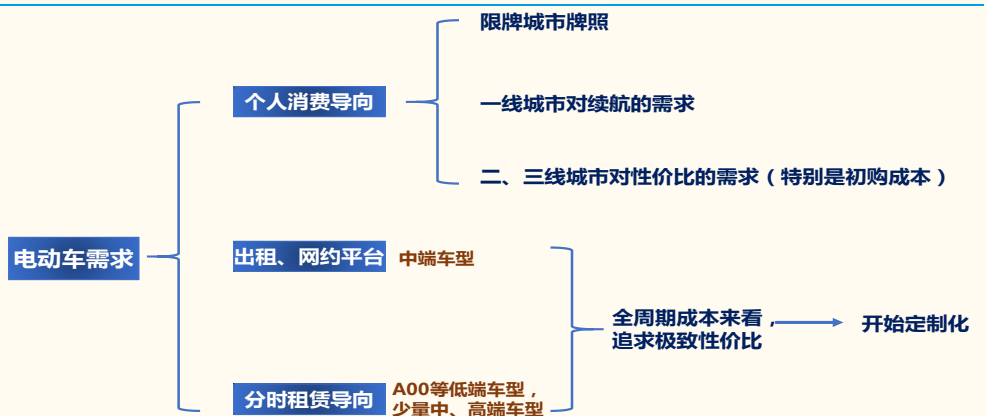 限牌城市牌照
个人消费导向
一线城市对续航的需求
二、三线城市对性价比的需求（特别是初购成本）
电动车需求
出租、网约平台
中端车型
全周期成本来看，
追求极致性价比
开始定制化
分时租赁导向
A00等低端车型，
少量中、高端车型